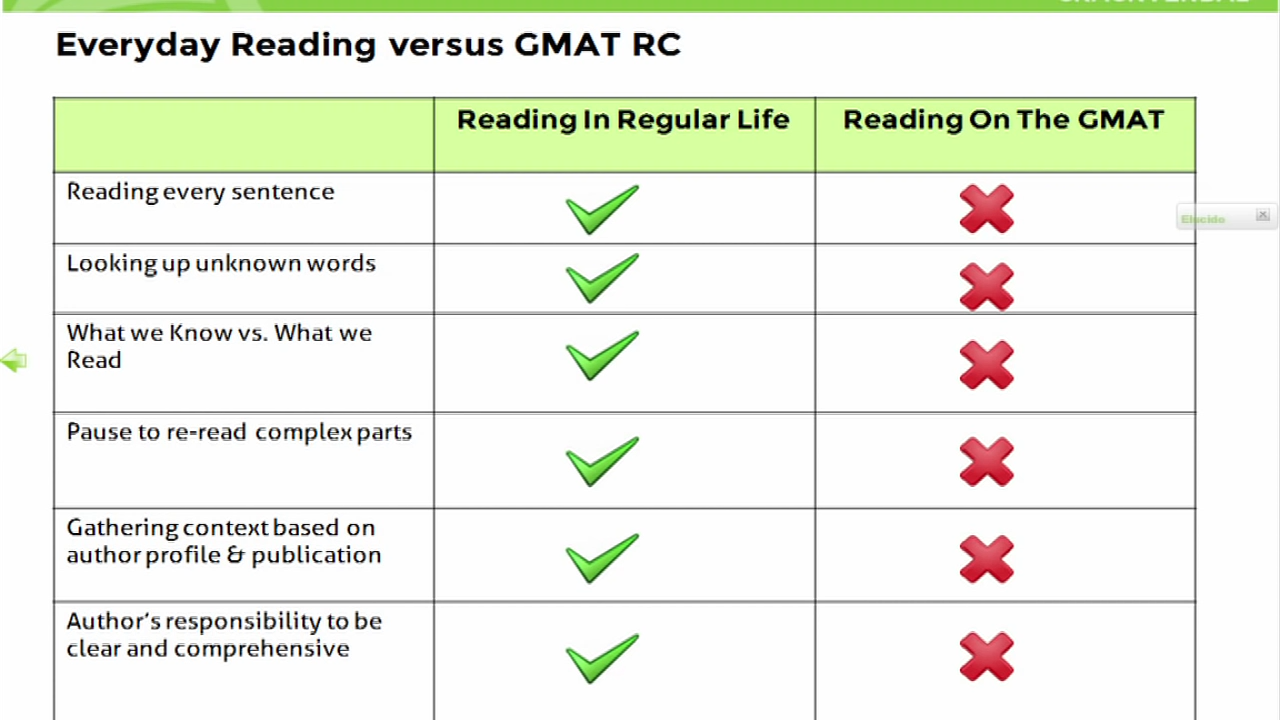 Everyday Reading versus GMAT RC
Reading In Regular Life
Reading On The GMAT
Reading every sentence
Looking up unknown words
What we Know vs. What we
Read
Pause to re-read complex parts
Gathering context based on
author profile & publication
Author's responsibility to be
clear and comprehensive